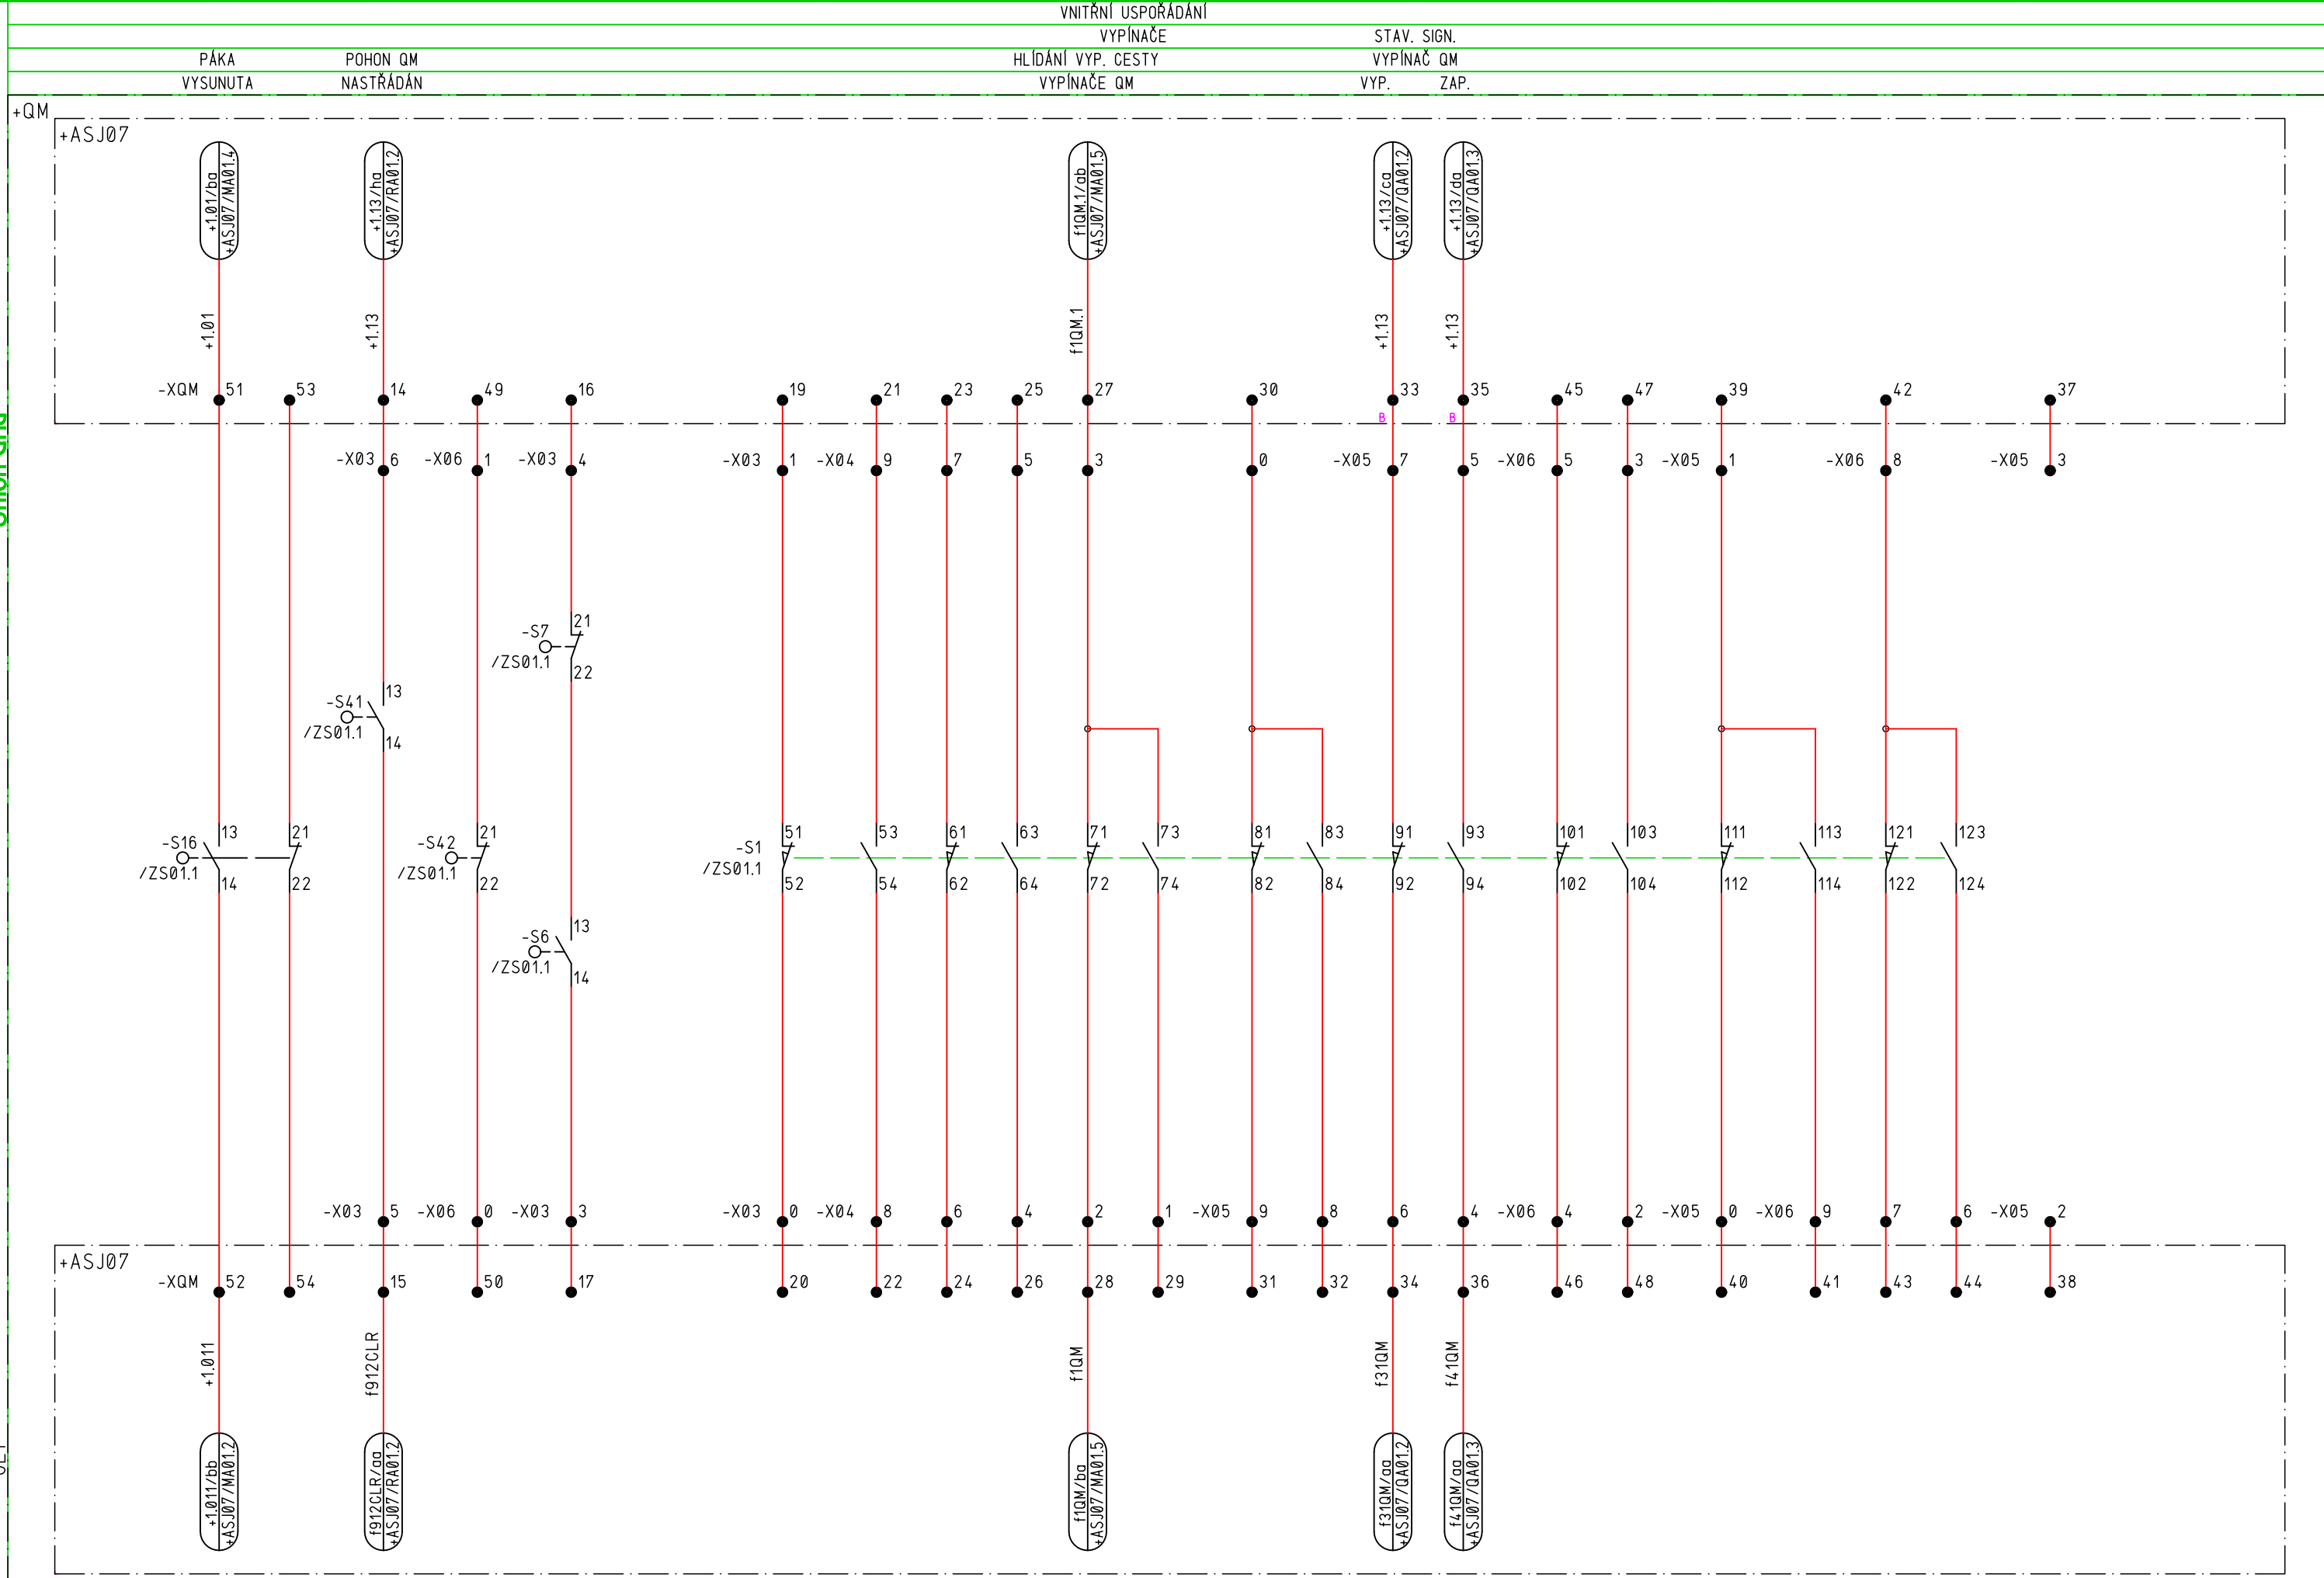 VNITŘNÍ USPOŘÁDÁNÍ
VYPÍNAČE STAV. SIGN.
PÁKA POHON QM HLÍDÁNÍ VYP. CESTY VYPÍNAČ QM
VYSUNUTA NASTŘÁDÁN VYPÍNAČE QM VYP. ZAP.
+QM
+ASJ07
+1.01/ba
+ASJ07/MA01.4
+1.13/ha
+ASJ07/RA01.2
f1QM.1/ab
+ASJ07/MA01.5
+1.13/ca
+ASJ07/QA01.2
+1.13/da
+ASJ07/QA01.3
+1.01 +1.13 f1QM.1 +1.13 +1.13
-XQM 51 53 14 49 16 19 21 23 25 27 30 33 35 45 47 39 42 37
B B
-X03 6 -X06 1 -X03 4 -X03 1 -X04 9 7 5 3 0 -X05 7 5 -X06 5 3 -X05 1 -X06 8 -X05 3
21
-S7
/ZS01.1
22
13
-S41
/ZS01.1
14
13 21 21 51 53 61 63 71 73 81 83 91 93 101 103 111 113 121 123
-S16 -S42 -S1
/ZS01.1 /ZS01.1 /ZS01.1
14 22 22 52 54 62 64 72 74 82 84 92 94 102 104 112 114 122 124
13
-S6
/ZS01.1
14
-X03 5 -X06 0 -X03 3 -X03 0 -X04 8 6 4 2 1 -X05 9 8 6 4 -X06 4 2 -X05 0 -X06 9 7 6 -X05 2
+ASJ07
-XQM 52 54 15 50 17 20 22 24 26 28 29 31 32 34 36 46 48 40 41 43 44 38
+1.011 f912CLR f1QM f31QM f41QM
+1.011/bb
+ASJ07/MA01.2
f912CLR/aa
+ASJ07/RA01.2
f1QM/ba
+ASJ07/MA01.5
f31QM/aa
+ASJ07/QA01.2
f41QM/aa
+ASJ07/QA01.3